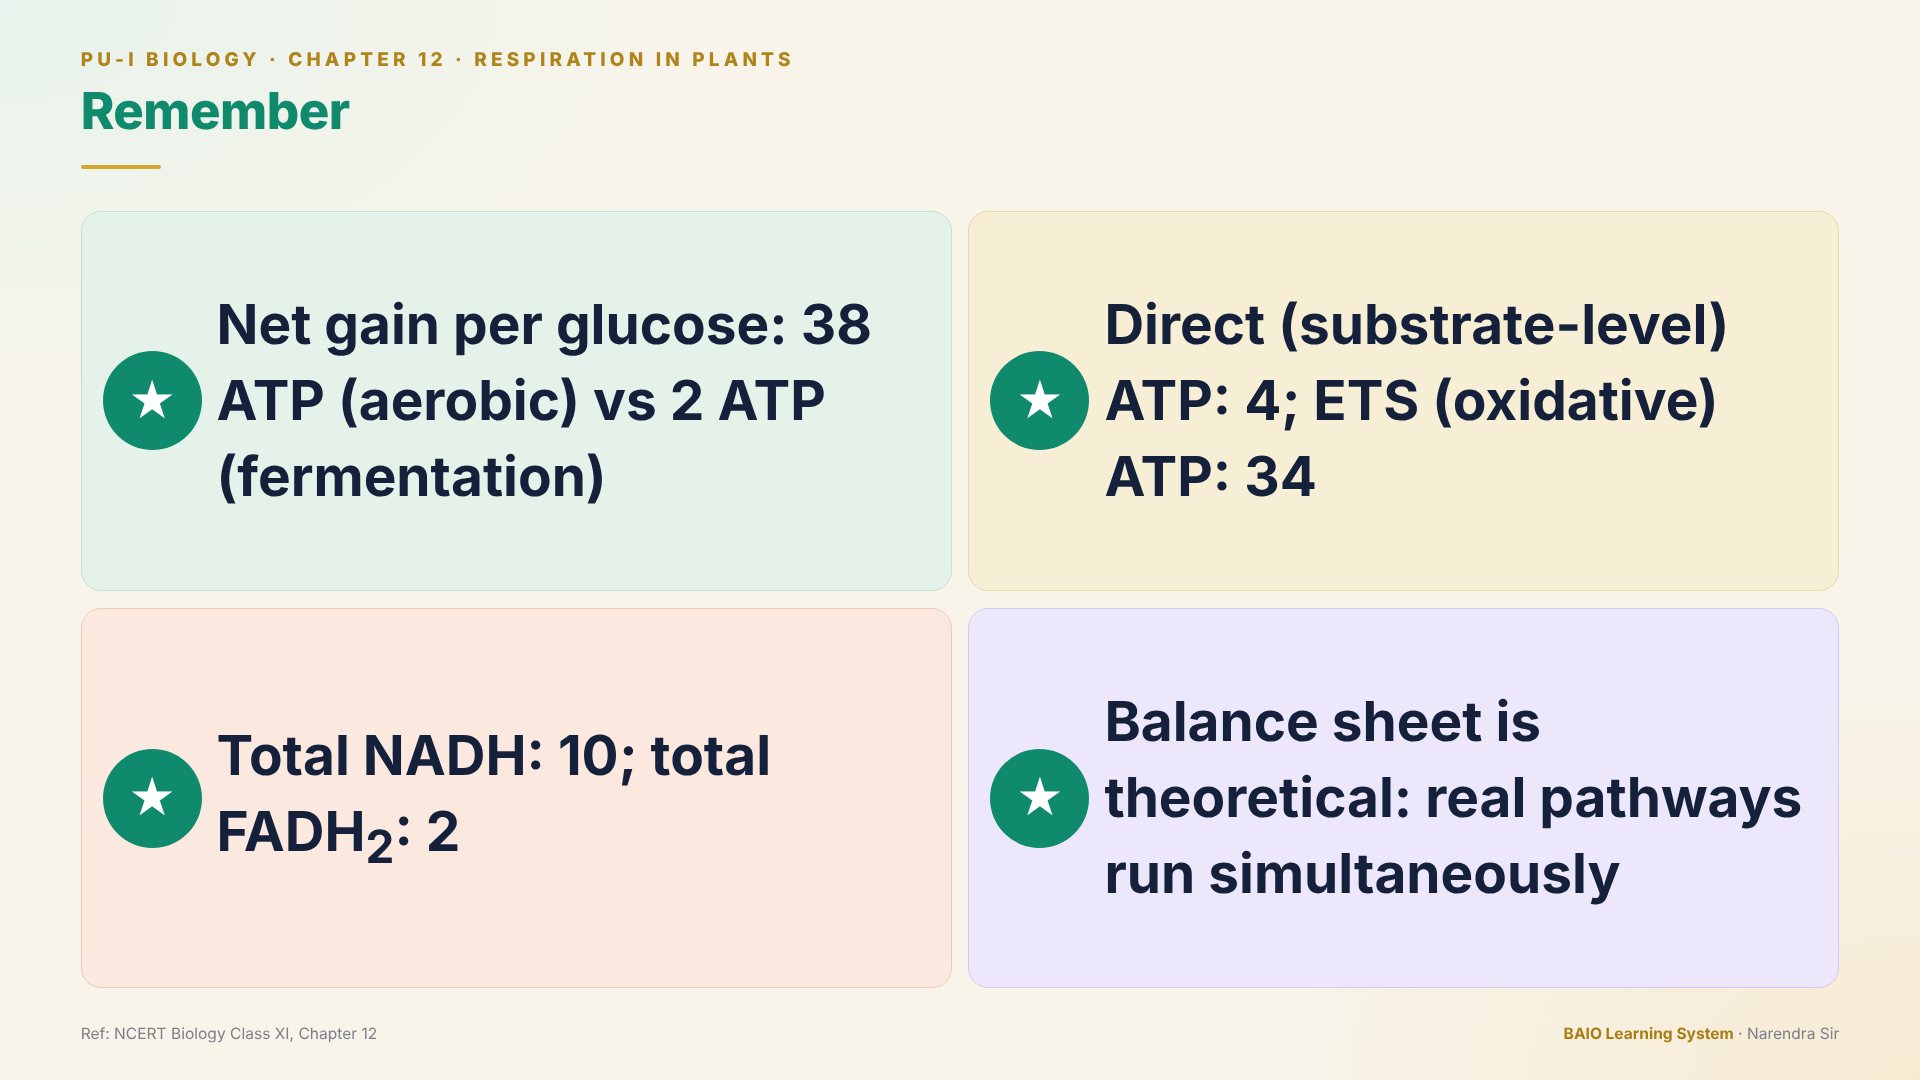 PU-I BIOLOGY · CHAPTER 12 · RESPIRATION IN PLANTS
Remember
Net gain per glucose: 38
ATP (aerobic) vs 2 ATP
(fermentation)
Direct (substrate-level)
ATP: 4; ETS (oxidative)
ATP: 34
Total NADH: 10; total
FADH₂: 2
Balance sheet is
theoretical: real pathways
run simultaneously
Ref: NCERT Biology Class XI, Chapter 12
BAIO Learning System · Narendra Sir